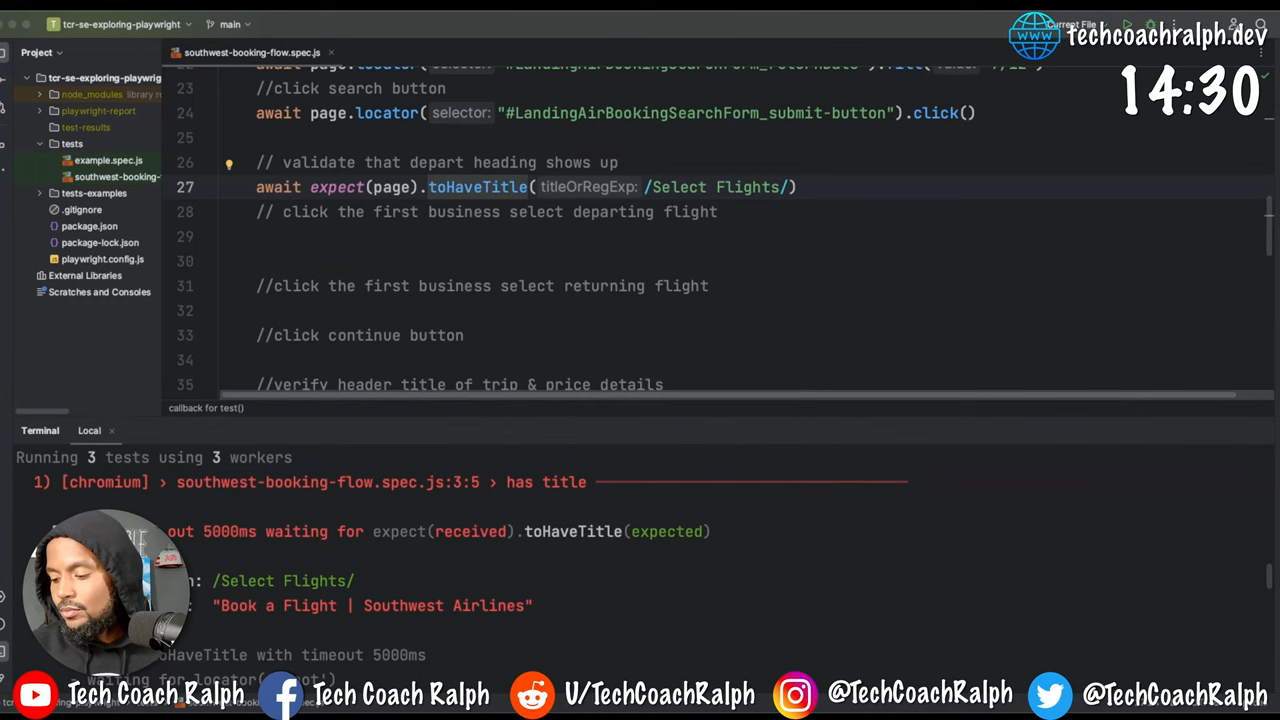 tcr-se-exploring-playwright
main
Current File
www
techcoachralph.dev
14:30
Project
southwest-booking-flow.spec.js
tcr-se-exploring-playwrig
node_modules library
playwright-report
test-results
tests
example.spec.js
southwest-booking-
tests-examples
.gitignore
package.json
package-lock.json
playwright.config.js
External Libraries
Scratches and Consoles
23 //click search button
24 await page.locator( selector: "#LandingAirBookingSearchForm_submit-button").click()
25
26 // validate that depart heading shows up
27 await expect(page).toHaveTitle( titleOrRegExp: /Select Flights/)
28 // click the first business select departing flight
29
30
31 //click the first business select returning flight
32
33 //click continue button
34
35 //verify header title of trip & price details
callback for test()
Terminal Local
Running 3 tests using 3 workers
1) [chromium] › southwest-booking-flow.spec.js:3:5 › has title
out 5000ms waiting for expect(received).toHaveTitle(expected)
n: /Select Flights/
: "Book a Flight | Southwest Airlines"
oHaveTitle with timeout 5000ms
waiting for
Tech Coach Ralph
Tech Coach Ralph
U/TechCoachRalph
@TechCoachRalph
@TechCoachRalph